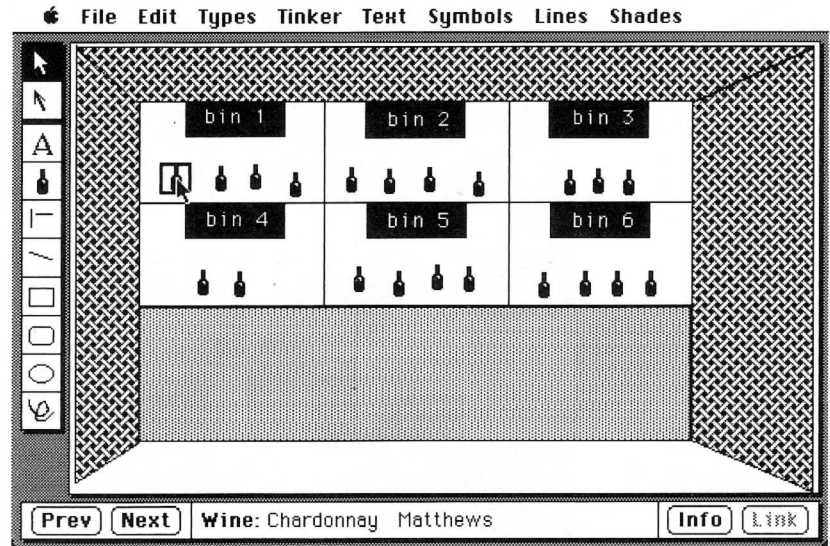 File Edit Types Tinker Text Symbols Lines Shades
A
bin 1 bin 2 bin 3
bin 4 bin 5 bin 6
Prev Next Wine: Chardonnay Matthews Info Link